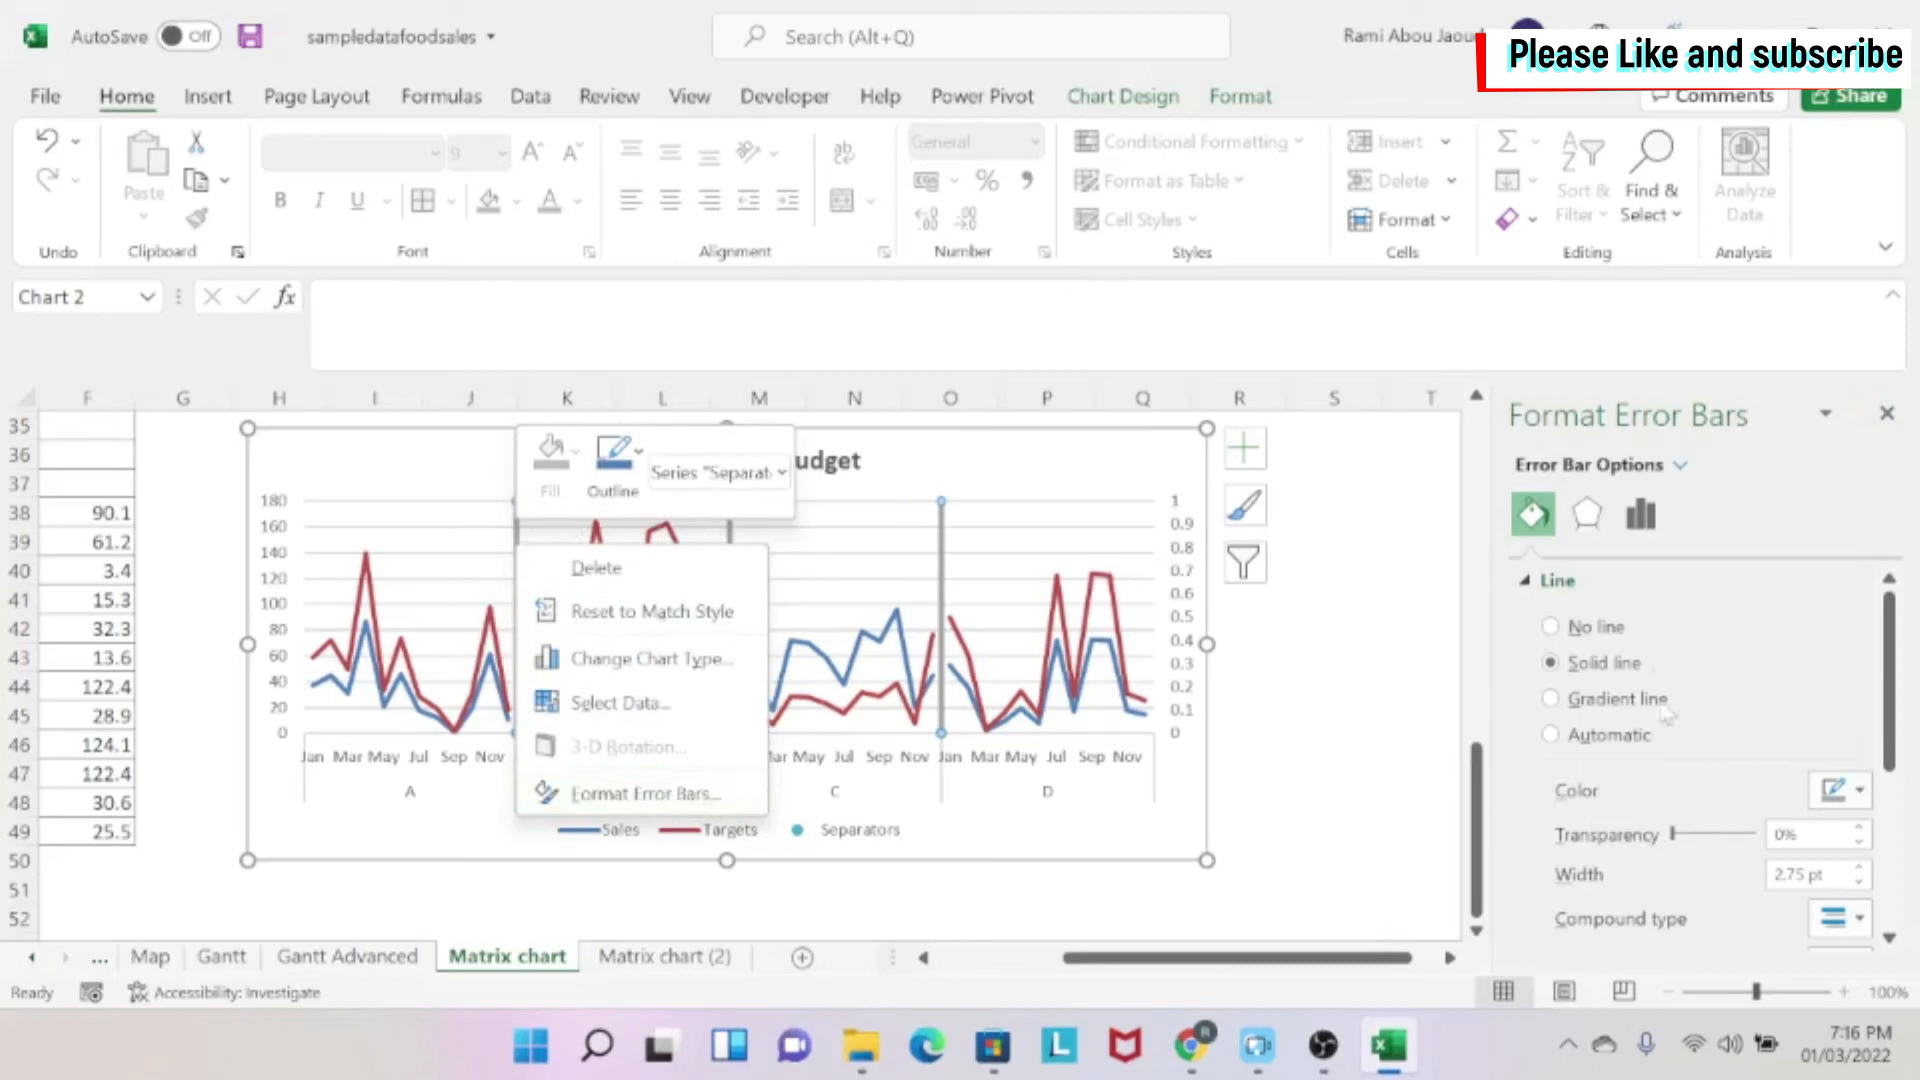 AutoSave Off sampledatafoodsales Search (Alt+Q) Rami Abou Jaoud
Please Like and subscribe
File Home Insert Page Layout Formulas Data Review View Developer Help Power Pivot Chart Design Format Comments Share
Paste
9
B I U
General
Conditional Formatting
Format as Table
Cell Styles
Insert
Delete
Format
Sort & Filter
Find & Select
Analyze Data
Undo Clipboard Font Alignment Number Styles Cells Editing Analysis
Chart 2 fx
F G H I J K L M N O P Q R S T
35
36
37
38 90.1
39 61.2
40 3.4
41 15.3
42 32.3
43 13.6
44 122.4
45 28.9
46 124.1
47 122.4
48 30.6
49 25.5
50
51
52
udget
Fill Outline Series "Separat
180
160
140
120
100
80
60
40
20
0
1
0.9
0.8
0.7
0.6
0.5
0.4
0.3
0.2
0.1
0
Delete
Reset to Match Style
Change Chart Type...
Select Data...
3-D Rotation...
Format Error Bars...
Jan Mar May Jul Sep Nov Mar May Jul Sep Nov Jan Mar May Jul Sep Nov
A C D
Sales Targets Separators
Format Error Bars
Error Bar Options
Line
No line
Solid line
Gradient line
Automatic
Color
Transparency 0%
Width 2.75 pt
Compound type
... Map Gantt Gantt Advanced Matrix chart Matrix chart (2)
Ready Accessibility: Investigate 100%
7:16 PM
01/03/2022